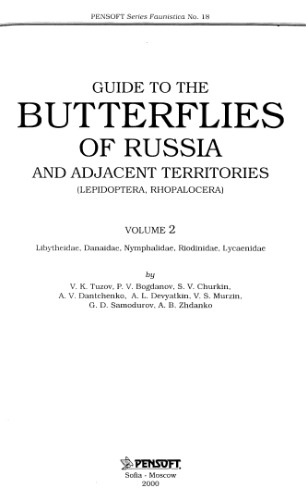 PENSOFT Series Faunistica No. 18
GUIDE TO THE
BUTTERFLIES
OF RUSSIA
AND ADJACENT TERRITORIES
(LEPIDOPTERA, RHOPALOCERA)
VOLUME 2
Libytheidae, Danaidae, Nymphalidae, Riodinidae, Lycaenidae
by
V. K. Tuzov, P. V. Bogdanov, S. V. Churkin,
A. V. Dantchenko, A. L. Devyatkin, V. S. Murzin,
G. D. Samodurov, A. B. Zhdanko
PENSOFT
Sofia - Moscow
2000